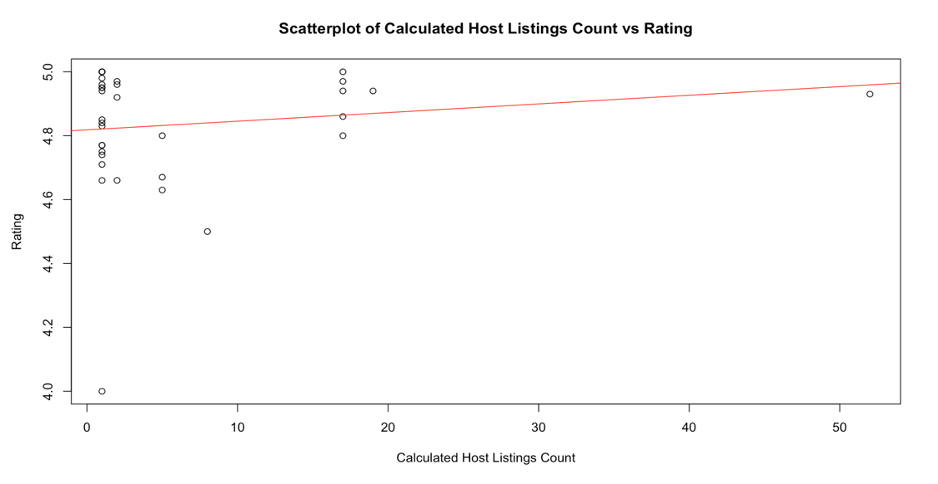 Scatterplot of Calculated Host Listings Count vs Rating
5.0
4.8
4.6
4.4
4.2
4.0
Rating
0 10 20 30 40 50
Calculated Host Listings Count